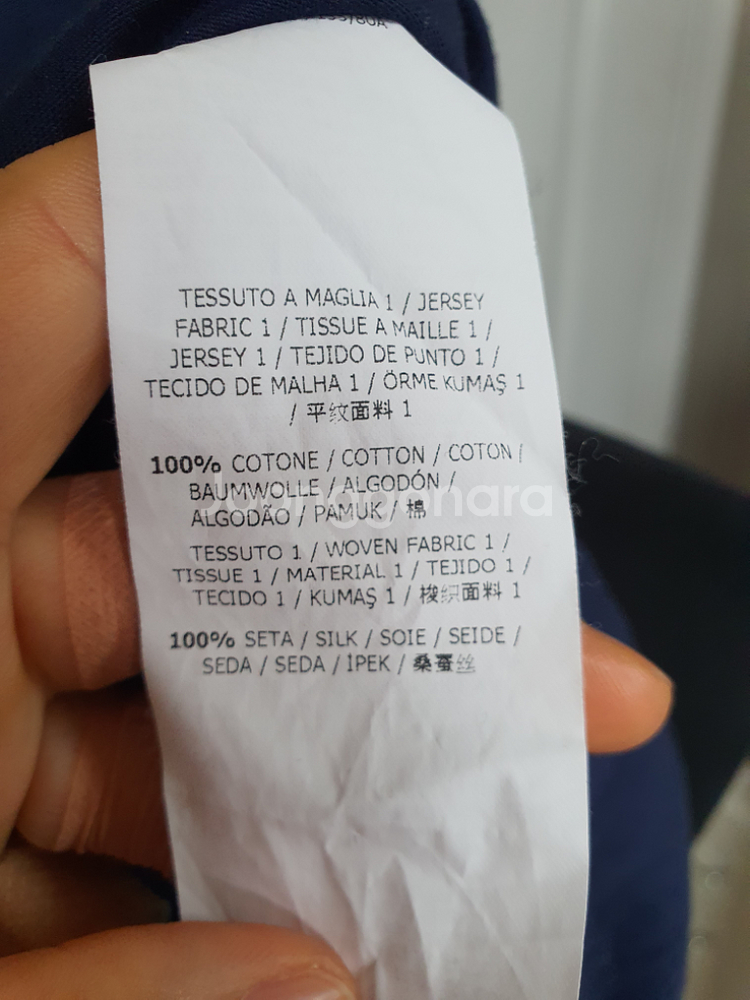 155/80A
TESSUTO A MAGLIA 1 / JERSEY
FABRIC 1 / TISSUE A MAILLE 1 /
JERSEY 1 / TEJIDO DE PUNTO 1 /
TECIDO DE MALHA 1 / ÖRME KUMAŞ 1
/ 平纹面料 1
100% COTONE / COTTON / COTON /
BAUMWOLLE / ALGODÓN /
ALGODÃO / PAMUK / 棉
Joonggonara
TESSUTO 1 / WOVEN FABRIC 1 /
TISSUE 1 / MATERIAL 1 / TEJIDO 1 /
TECIDO 1 / KUMAŞ 1 / 梭织面料 1
100% SETA / SILK / SOIE / SEIDE /
SEDA / SEDA / İPEK / 桑蚕丝